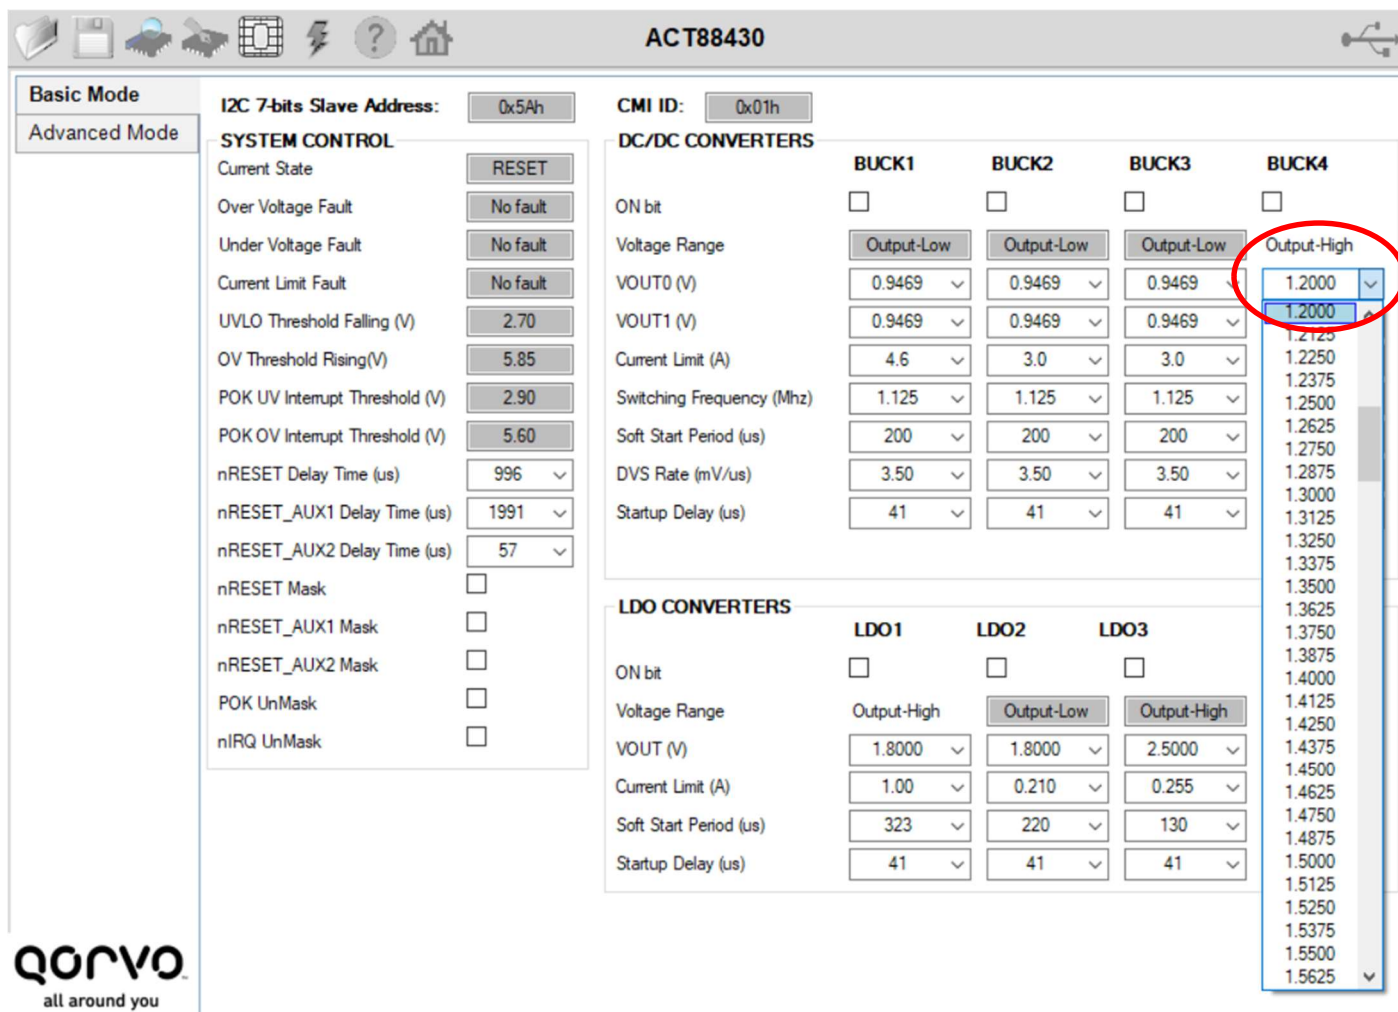 ACT88430
Basic Mode
Advanced Mode
I2C 7-bits Slave Address: 0x5Ah
CMI ID: 0x01h
SYSTEM CONTROL
Current State RESET
Over Voltage Fault No fault
Under Voltage Fault No fault
Current Limit Fault No fault
UVLO Threshold Falling (V) 2.70
OV Threshold Rising(V) 5.85
POK UV Interrupt Threshold (V) 2.90
POK OV Interrupt Threshold (V) 5.60
nRESET Delay Time (us) 996
nRESET_AUX1 Delay Time (us) 1991
nRESET_AUX2 Delay Time (us) 57
nRESET Mask
nRESET_AUX1 Mask
nRESET_AUX2 Mask
POK UnMask
nIRQ UnMask
DC/DC CONVERTERS
BUCK1 BUCK2 BUCK3 BUCK4
ON bit
Voltage Range Output-Low Output-Low Output-Low Output-High
VOUT0 (V) 0.9469 0.9469 0.9469 1.2000
VOUT1 (V) 0.9469 0.9469 0.9469
Current Limit (A) 4.6 3.0 3.0
Switching Frequency (Mhz) 1.125 1.125 1.125
Soft Start Period (us) 200 200 200
DVS Rate (mV/us) 3.50 3.50 3.50
Startup Delay (us) 41 41 41
1.2000
1.2125
1.2250
1.2375
1.2500
1.2625
1.2750
1.2875
1.3000
1.3125
1.3250
1.3375
1.3500
1.3625
1.3750
1.3875
1.4000
1.4125
1.4250
1.4375
1.4500
1.4625
1.4750
1.4875
1.5000
1.5125
1.5250
1.5375
1.5500
1.5625
LDO CONVERTERS
LDO1 LDO2 LDO3
ON bit
Voltage Range Output-High Output-Low Output-High
VOUT (V) 1.8000 1.8000 2.5000
Current Limit (A) 1.00 0.210 0.255
Soft Start Period (us) 323 220 130
Startup Delay (us) 41 41 41
QORVO
all around you